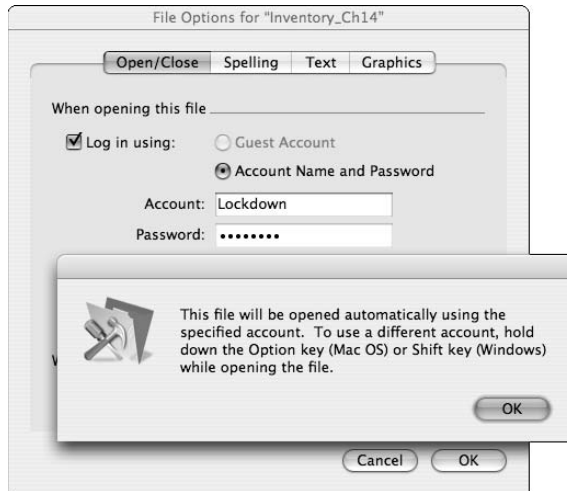 File Options for "Inventory_Ch14"
Open/Close Spelling Text Graphics
When opening this file
Log in using: Guest Account
Account Name and Password
Account: Lockdown
Password: ••••••••
This file will be opened automatically using the
specified account. To use a different account, hold
down the Option key (Mac OS) or Shift key (Windows)
while opening the file.
OK
Cancel OK